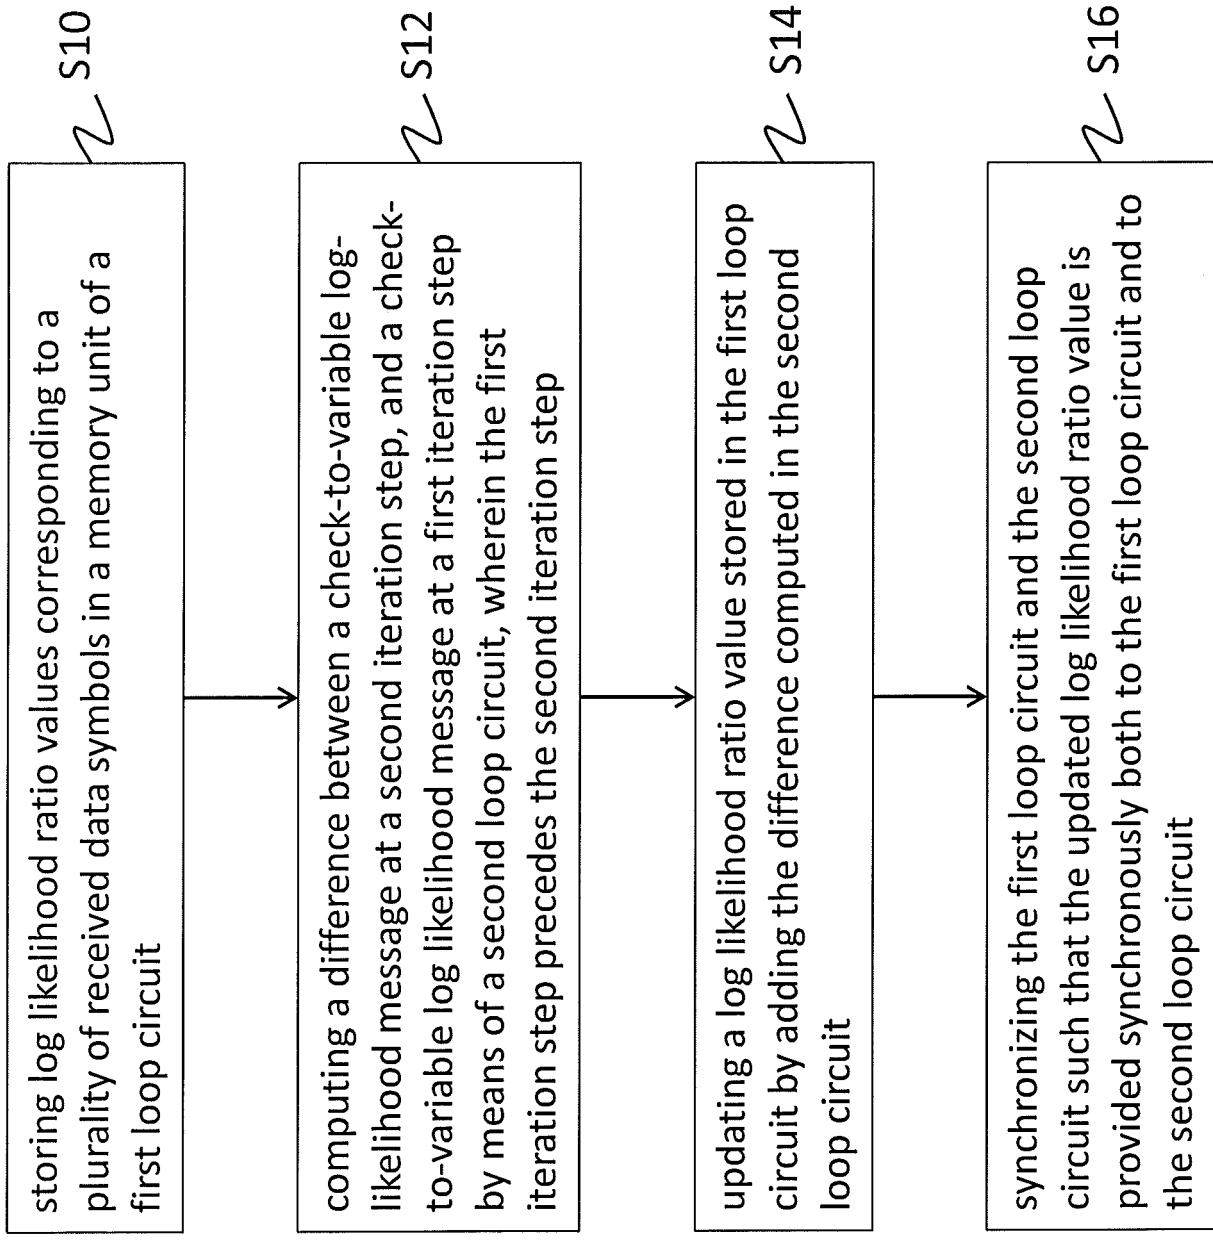 storing log likelihood ratio values corresponding to a
plurality of received data symbols in a memory unit of a
first loop circuit
S10
computing a difference between a check-to-variable log-
likelihood message at a second iteration step, and a check-
to-variable log likelihood message at a first iteration step
by means of a second loop circuit, wherein the first
iteration step precedes the second iteration step
S12
updating a log likelihood ratio value stored in the first loop
circuit by adding the difference computed in the second
loop circuit
S14
synchronizing the first loop circuit and the second loop
circuit such that the updated log likelihood ratio value is
provided synchronously both to the first loop circuit and to
the second loop circuit
S16